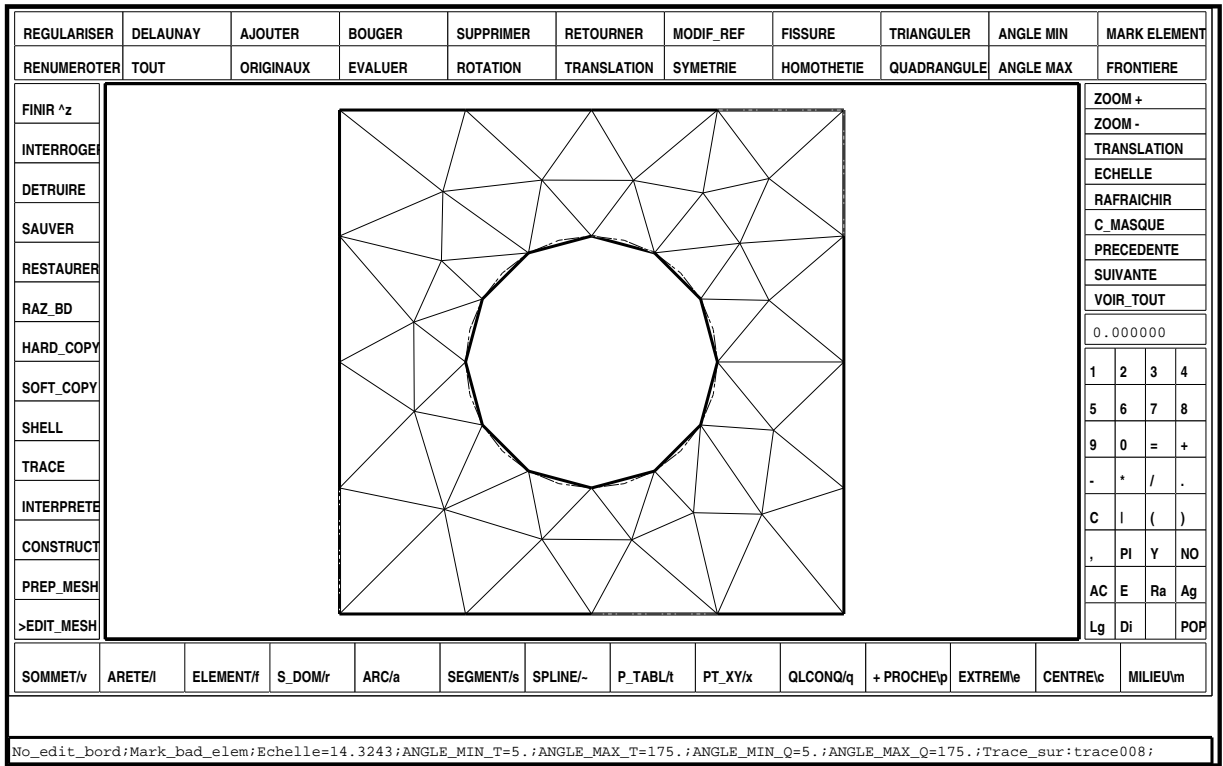 REGULARISER DELAUNAY AJOUTER BOUGER SUPPRIMER RETOURNER MODIF_REF FISSURE TRIANGULER ANGLE MIN MARK ELEMENT
RENUMEROTER TOUT ORIGINAUX EVALUER ROTATION TRANSLATION SYMETRIE HOMOTHETIE QUADRANGULE ANGLE MAX FRONTIERE
FINIR ^z
INTERROGE
DETRUIRE
SAUVER
RESTAURER
RAZ_BD
HARD_COPY
SOFT_COPY
SHELL
TRACE
INTERPRETE
CONSTRUCT
PREP_MESH
>EDIT_MESH
ZOOM +
ZOOM -
TRANSLATION
ECHELLE
RAFRAICHIR
C_MASQUE
PRECEDENTE
SUIVANTE
VOIR_TOUT
0.000000
1 2 3 4
5 6 7 8
9 0 = +
- * / .
C | ( )
, PI Y NO
AC E Ra Ag
Lg Di POP
SOMMET/v ARETE/l ELEMENT/f S_DOM/r ARC/a SEGMENT/s SPLINE/~ P_TABL/t PT_XY/x QLCONQ/q + PROCHE\p EXTREM\e CENTRE\c MILIEU\m
No_edit_bord;Mark_bad_elem;Echelle=14.3243;ANGLE_MIN_T=5.;ANGLE_MAX_T=175.;ANGLE_MIN_Q=5.;ANGLE_MAX_Q=175.;Trace_sur:trace008;